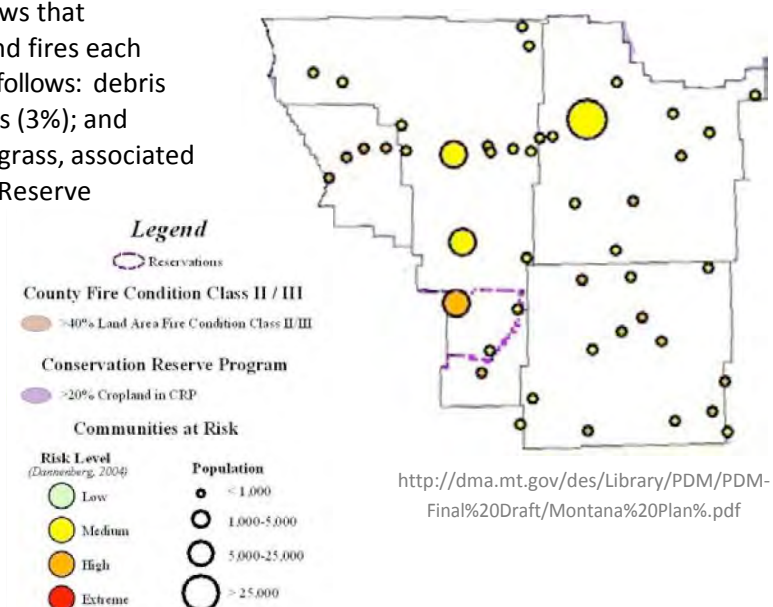 ws that
nd fires each
follows: debris
s (3%); and
grass, associated
Reserve
Legend
Reservations
County Fire Condition Class II / III
>40% Land Area Fire Condition Class II/III
Conservation Reserve Program
>20% Cropland in CRP
Communities at Risk
Risk Level
(Dannenberg, 2004)
Low
Medium
High
Extreme
Population
< 1,000
1,000-5,000
5,000-25,000
> 25,000
http://dma.mt.gov/des/Library/PDM/PDM-
Final%20Draft/Montana%20Plan%.pdf